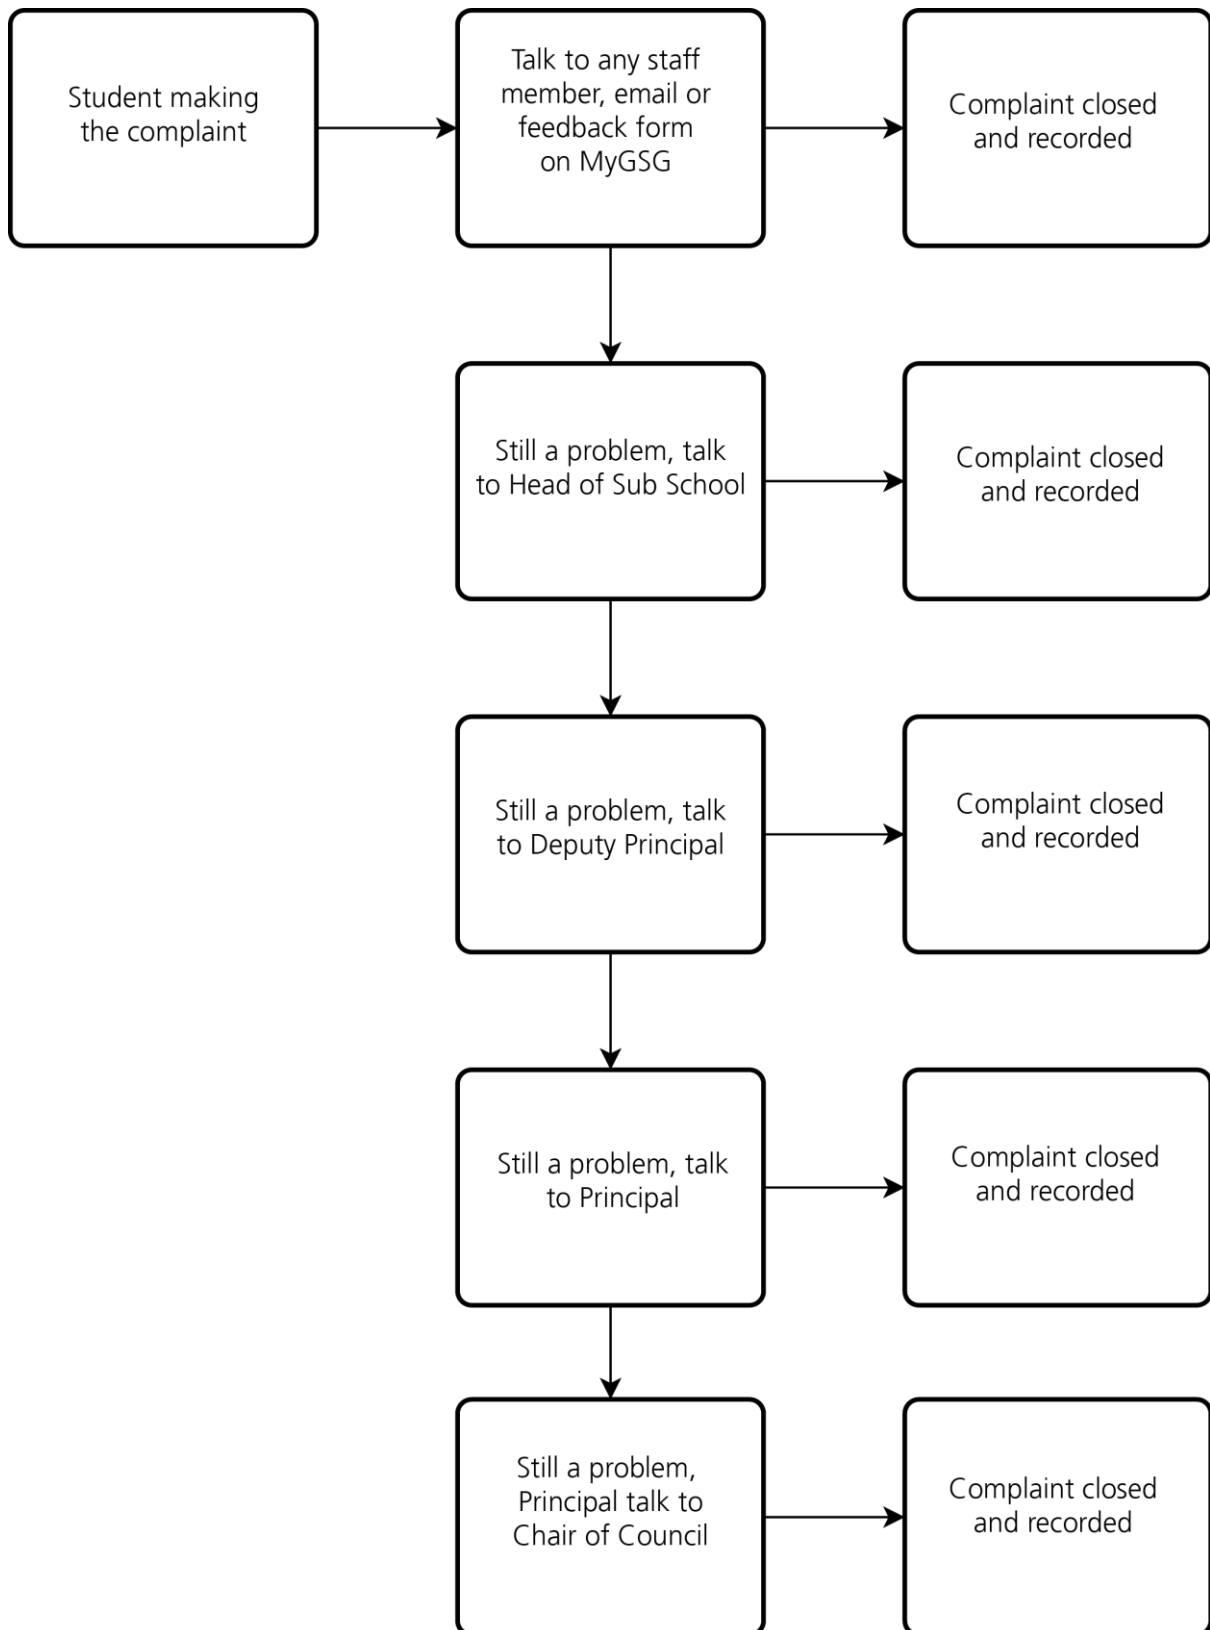 Student making
the complaint
Talk to any staff
member, email or
feedback form
on MyGSG
Complaint closed
and recorded
Still a problem, talk
to Head of Sub School
Complaint closed
and recorded
Still a problem, talk
to Deputy Principal
Complaint closed
and recorded
Still a problem, talk
to Principal
Complaint closed
and recorded
Still a problem,
Principal talk to
Chair of Council
Complaint closed
and recorded